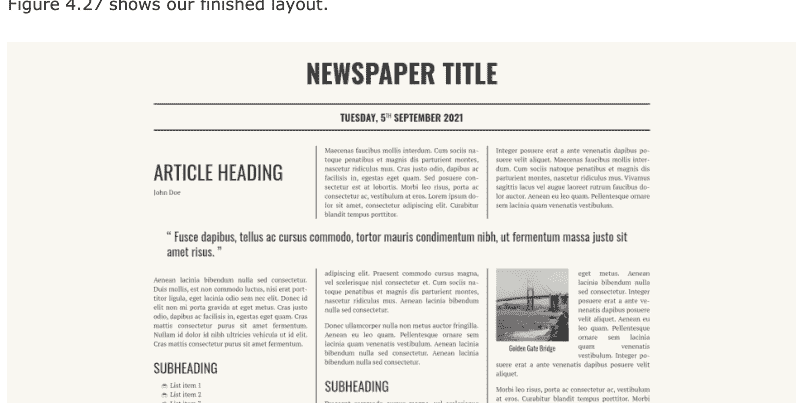 Figure 4.27 shows our finished layout.
NEWSPAPER TITLE
TUESDAY, 5TH SEPTEMBER 2021
ARTICLE HEADING
John Doe
Maecenas faucibus mollis interdum. Cum sociis na-
toque penatibus et magnis dis parturient montes,
nascetur ridiculus mus. Cras justo odio, dapibus ac
facilisis in, egestas eget quam. Sed posuere con-
sectetur est at lobortis. Morbi leo risus, porta ac
consectetur ac, vestibulum at eros. Lorem ipsum do-
lor sit amet, consectetur adipiscing elit. Curabitur
blandit tempus porttitor.
Integer posuere erat a ante venenatis dapibus po-
suere velit aliquet. Maecenas faucibus mollis inter-
dum. Cum sociis natoque penatibus et magnis dis
parturient montes, nascetur ridiculus mus. Vivamus
sagittis lacus vel augue laoreet rutrum faucibus do-
lor auctor. Aenean eu leo quam. Pellentesque ornare
sem lacinia quam venenatis vestibulum.
“ Fusce dapibus, tellus ac cursus commodo, tortor mauris condimentum nibh, ut fermentum massa justo sit
amet risus. ”
Aenean lacinia bibendum nulla sed consectetur.
Duis mollis, est non commodo luctus, nisi erat port-
titor ligula, eget lacinia odio sem nec elit. Donec id
elit non mi porta gravida at eget metus. Cras justo
odio, dapibus ac facilisis in, egestas eget quam. Cras
mattis consectetur purus sit amet fermentum.
Nullam id dolor id nibh ultricies vehicula ut id elit.
Cras mattis consectetur purus sit amet fermentum.
SUBHEADING
List item 1
List item 2
adipiscing elit. Praesent commodo cursus magna,
vel scelerisque nisl consectetur et. Cum sociis na-
toque penatibus et magnis dis parturient montes,
nascetur ridiculus mus. Aenean lacinia bibendum
nulla sed consectetur.
Donec ullamcorper nulla non metus auctor fringilla.
Aenean eu leo quam. Pellentesque ornare sem
lacinia quam venenatis vestibulum. Aenean lacinia
bibendum nulla sed consectetur. Aenean lacinia
bibendum nulla sed consectetur.
SUBHEADING
Golden Gate Bridge
eget metus. Aenean
lacinia bibendum nulla
sed consectetur. Integer
posuere erat a ante ve-
nenatis dapibus posuere
velit aliquet. Aenean eu
leo quam. Pellentesque
ornare sem lacinia
quam venenatis
vestibulum. Integer po-
suere erat a ante venenatis dapibus posuere velit
aliquet.
Morbi leo risus, porta ac consectetur ac, vestibulum
at eros. Cras mattis consectetur purus sit amet